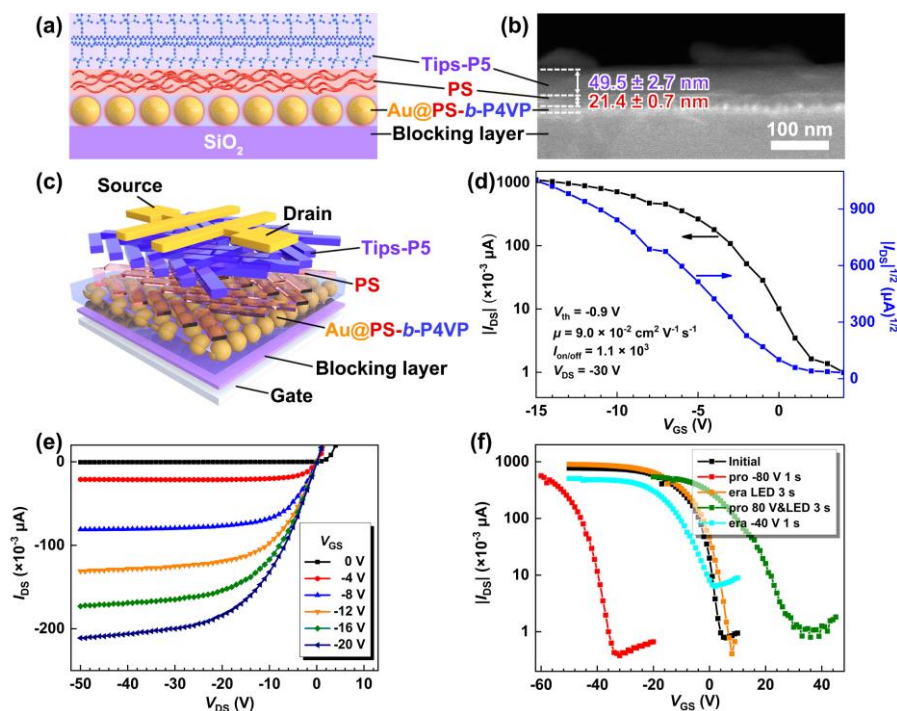 (a)
Tips-P5
PS
Au@PS-b-P4VP
SiO2
Blocking layer
(b)
49.5 ± 2.7 nm
21.4 ± 0.7 nm
100 nm
(c)
Source
Drain
Tips-P5
PS
Au@PS-b-P4VP
Blocking layer
Gate
(d)
1000
100
10
1
|IDS| (×10-3 μA)
900
600
300
0
|IDS|1/2 (μA)1/2
Vth = -0.9 V
μ = 9.0 × 10-2 cm2 V-1 s-1
Ion/off = 1.1 × 103
VDS = -30 V
-15 -10 -5 0
VGS (V)
(e)
0
-100
-200
IDS (×10-3 μA)
VGS
0 V
-4 V
-8 V
-12 V
-16 V
-20 V
-50 -40 -30 -20 -10 0 10
VDS (V)
(f)
1000
100
10
1
|IDS| (×10-3 μA)
Initial
pro -80 V 1 s
era LED 3 s
pro 80 V&LED 3 s
era -40 V 1 s
-60 -40 -20 0 20 40
VGS (V)